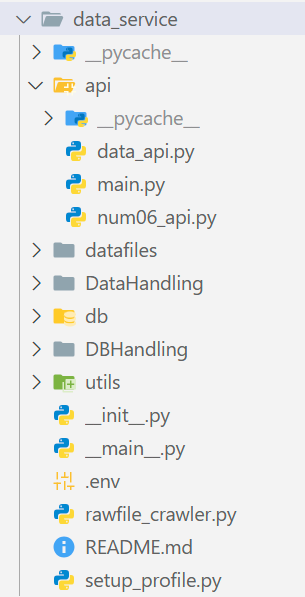 data_service
__pycache__
api
__pycache__
data_api.py
main.py
num06_api.py
datafiles
DataHandling
db
DBHandling
utils
__init__.py
__main__.py
.env
rawfile_crawler.py
README.md
setup_profile.py